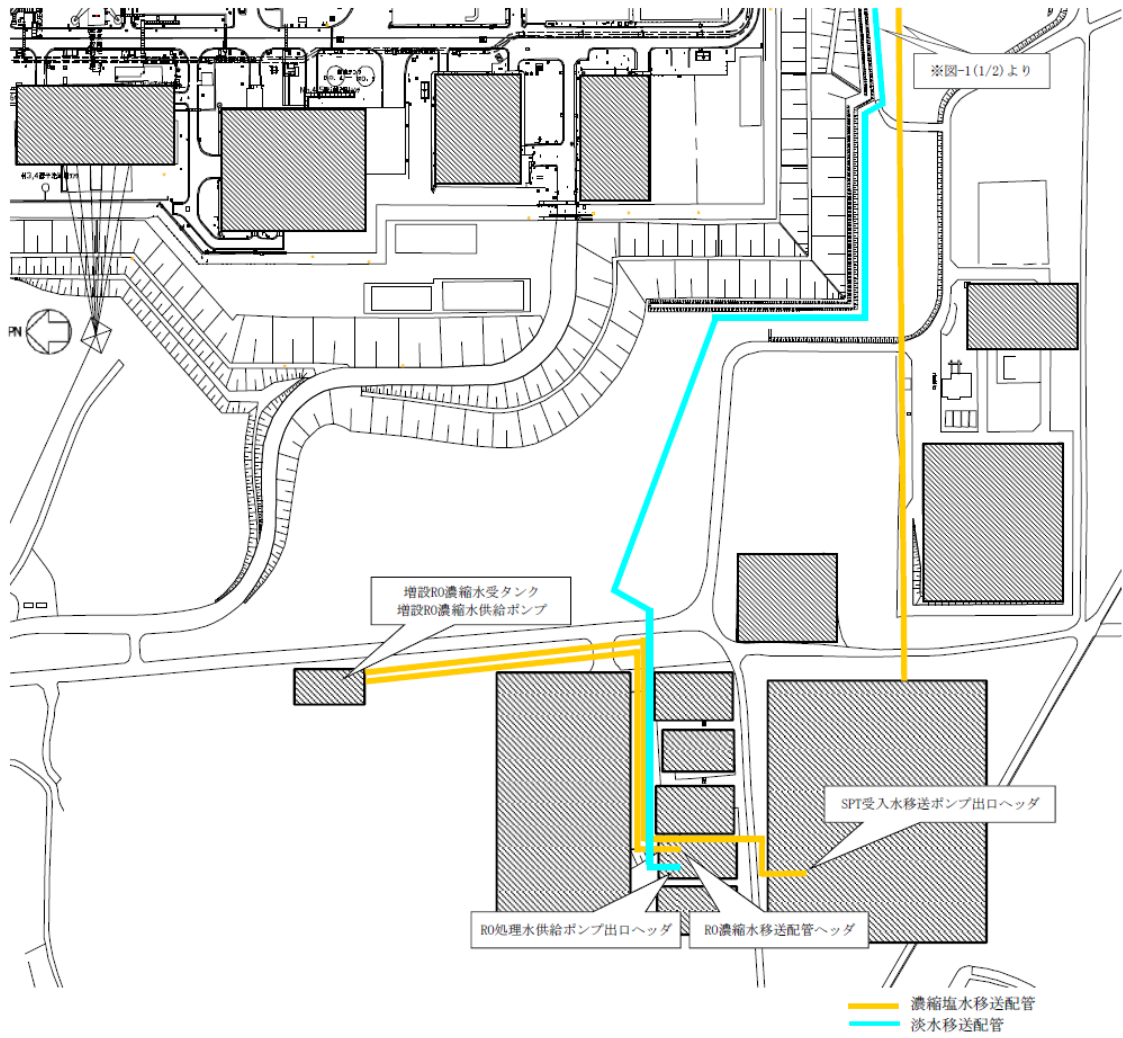 ※図-1(1/2)より
PN
増設RO濃縮水受タンク
増設RO濃縮水供給ポンプ
SPT受入水移送ポンプ出口ヘッダ
RO処理水供給ポンプ出口ヘッダ
RO濃縮水移送配管ヘッダ
濃縮塩水移送配管
淡水移送配管